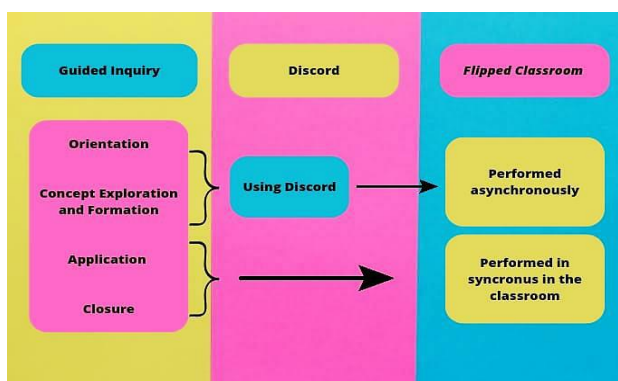 Guided Inquiry
Discord
Flipped Classroom
Orientation
Concept Exploration
and Formation
Application
Closure
Using Discord
Performed
asynchronously
Performed in
syncronus in the
classroom